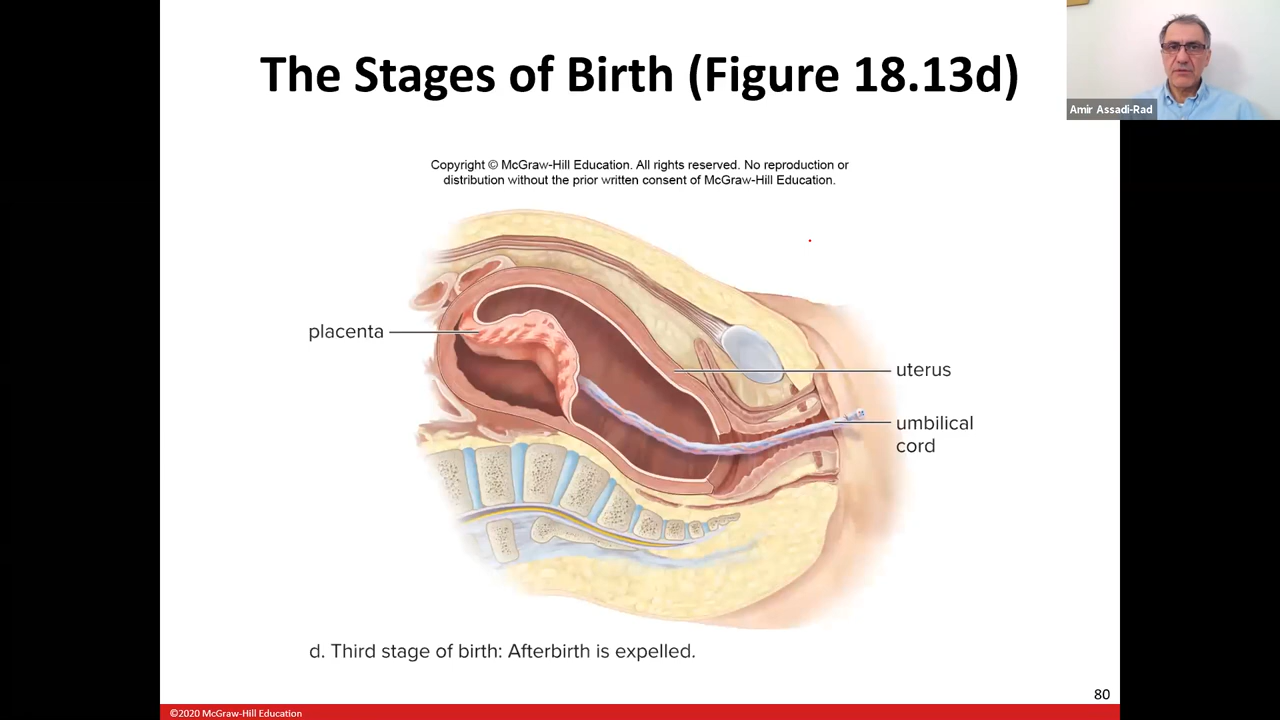 The Stages of Birth (Figure 18.13d)
Amir Assadi-Rad
Copyright © McGraw-Hill Education. All rights reserved. No reproduction or
distribution without the prior written consent of McGraw-Hill Education.
placenta
uterus
umbilical
cord
d. Third stage of birth: Afterbirth is expelled.
80
©2020 McGraw-Hill Education